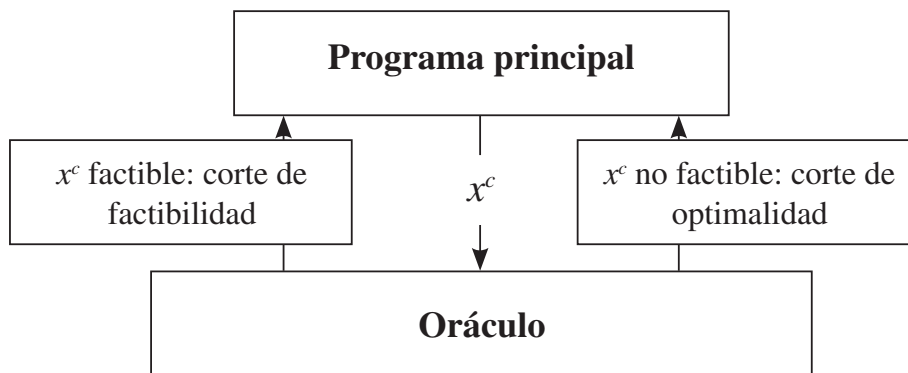 Programa principal
x^c factible: corte de
factibilidad
x^c
x^c no factible: corte de
optimalidad
Oráculo